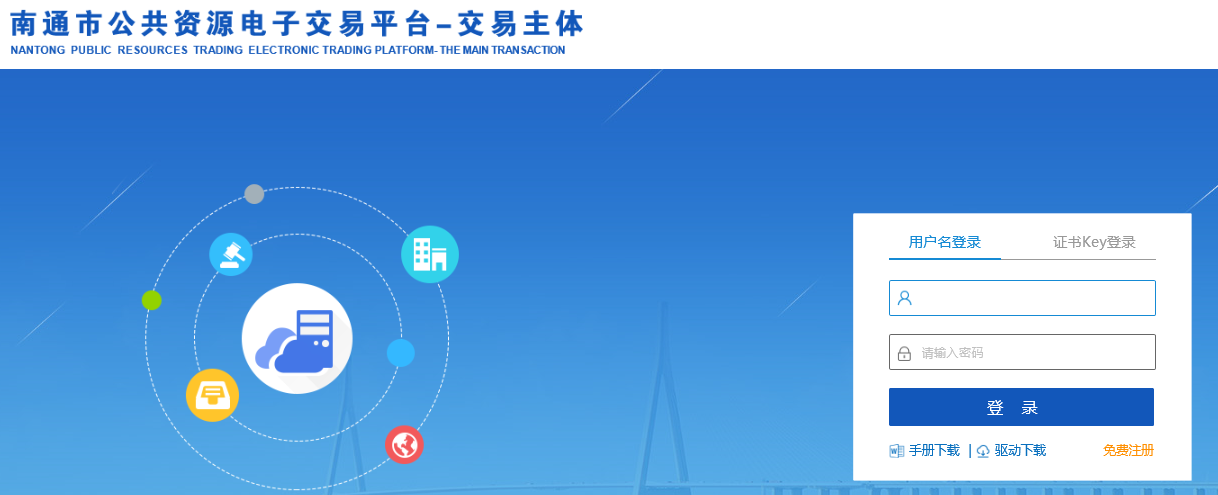 南通市公共资源电子交易平台–交易主体
NANTONG PUBLIC RESOURCES TRADING ELECTRONIC TRADING PLATFORM-THE MAIN TRANSACTION
用户名登录 证书Key登录
请输入密码
登 录
手册下载 | 驱动下载 免费注册